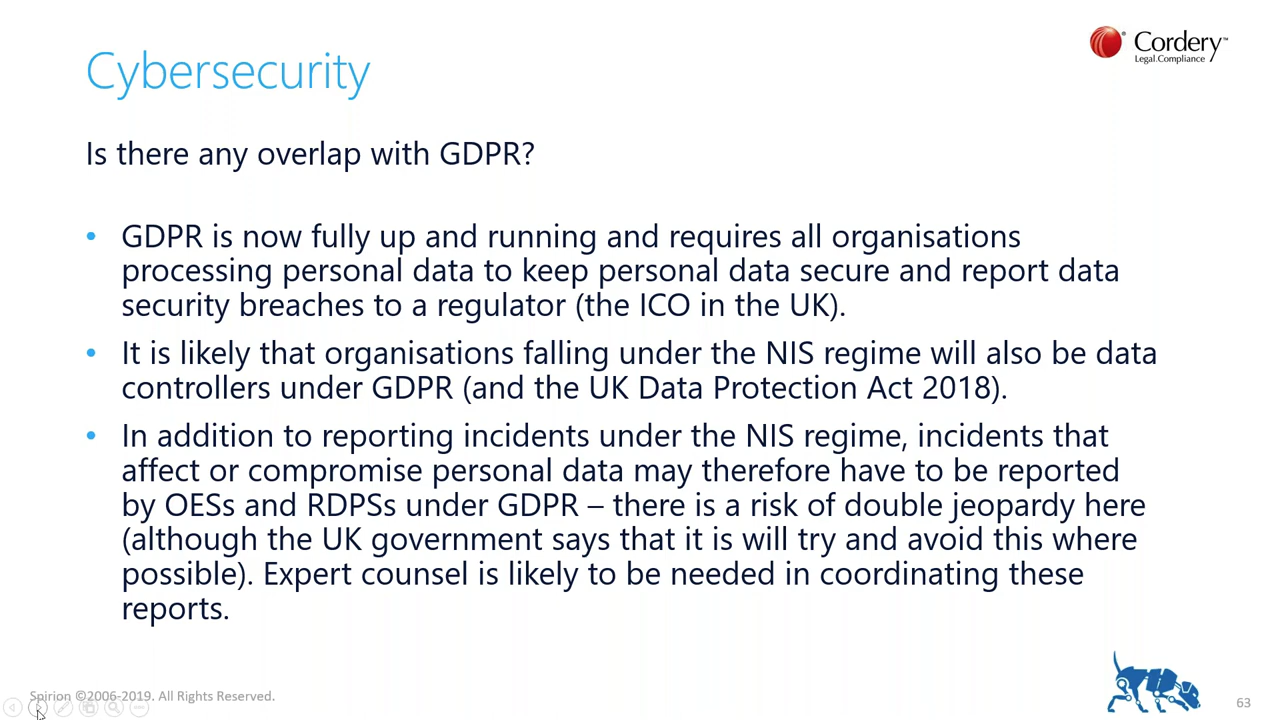 Cybersecurity
Cordery™
Legal.Compliance
Is there any overlap with GDPR?
• GDPR is now fully up and running and requires all organisations
processing personal data to keep personal data secure and report data
security breaches to a regulator (the ICO in the UK).
• It is likely that organisations falling under the NIS regime will also be data
controllers under GDPR (and the UK Data Protection Act 2018).
• In addition to reporting incidents under the NIS regime, incidents that
affect or compromise personal data may therefore have to be reported
by OESs and RDPSs under GDPR – there is a risk of double jeopardy here
(although the UK government says that it is will try and avoid this where
possible). Expert counsel is likely to be needed in coordinating these
reports.
Spirion ©2006-2019. All Rights Reserved.
63